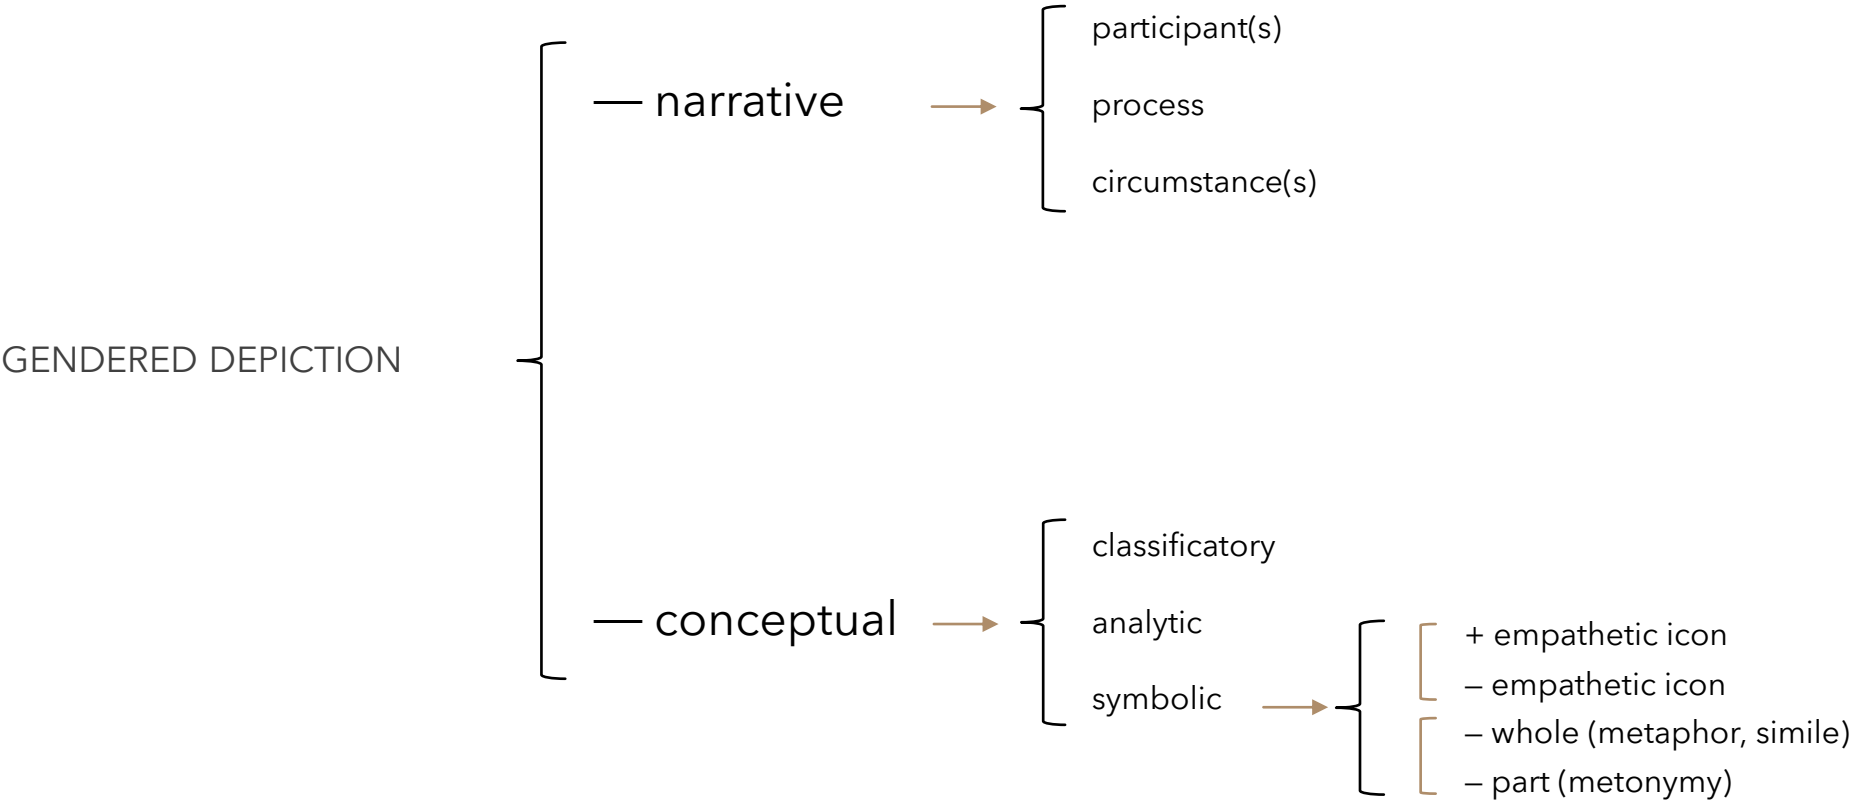 GENDERED DEPICTION
— narrative
participant(s)
process
circumstance(s)
— conceptual
classificatory
analytic
symbolic
+ empathetic icon
– empathetic icon
– whole (metaphor, simile)
– part (metonymy)